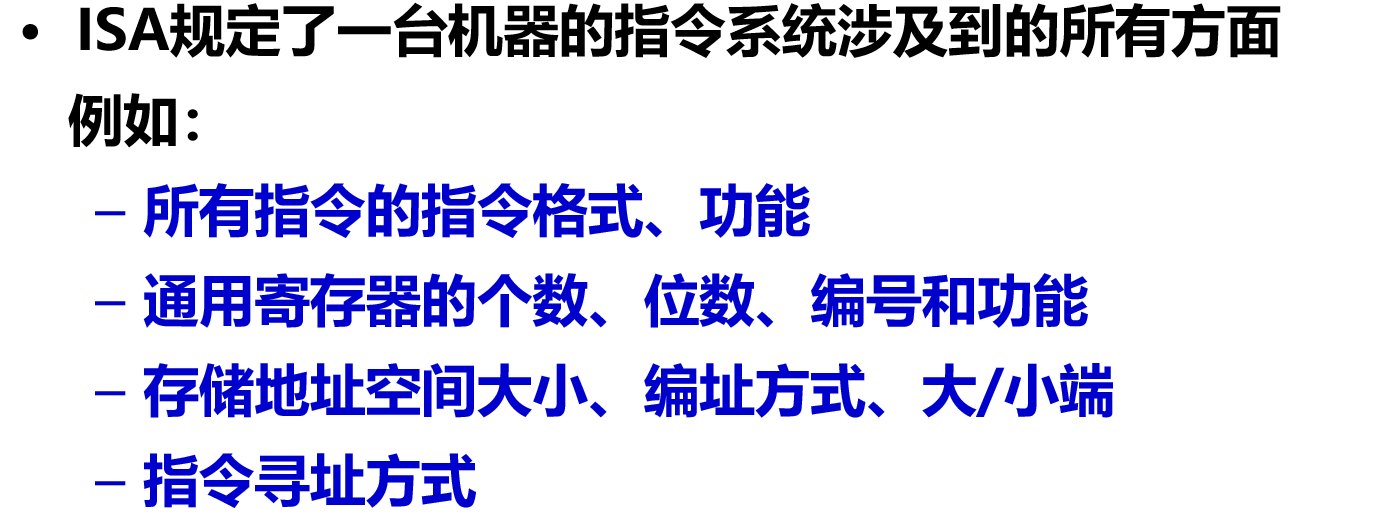 • ISA规定了一台机器的指令系统涉及到的所有方面
例如：
– 所有指令的指令格式、功能
– 通用寄存器的个数、位数、编号和功能
– 存储地址空间大小、编址方式、大/小端
– 指令寻址方式